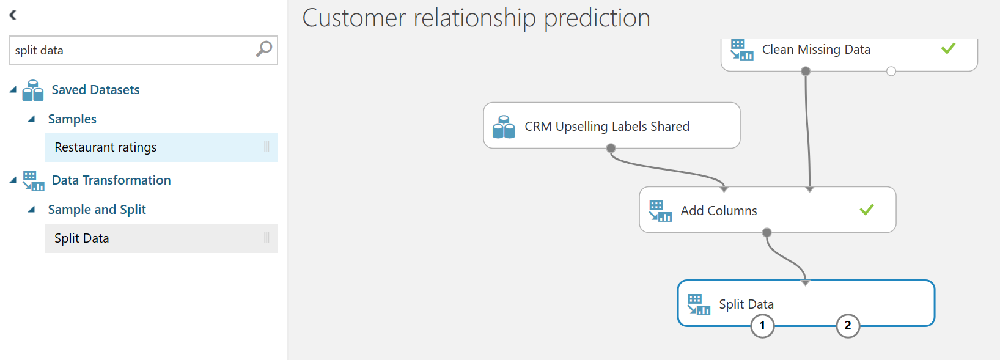 Customer relationship prediction
split data
Saved Datasets
Samples
Restaurant ratings
Data Transformation
Sample and Split
Split Data
Clean Missing Data
CRM Upselling Labels Shared
Add Columns
Split Data
1 2